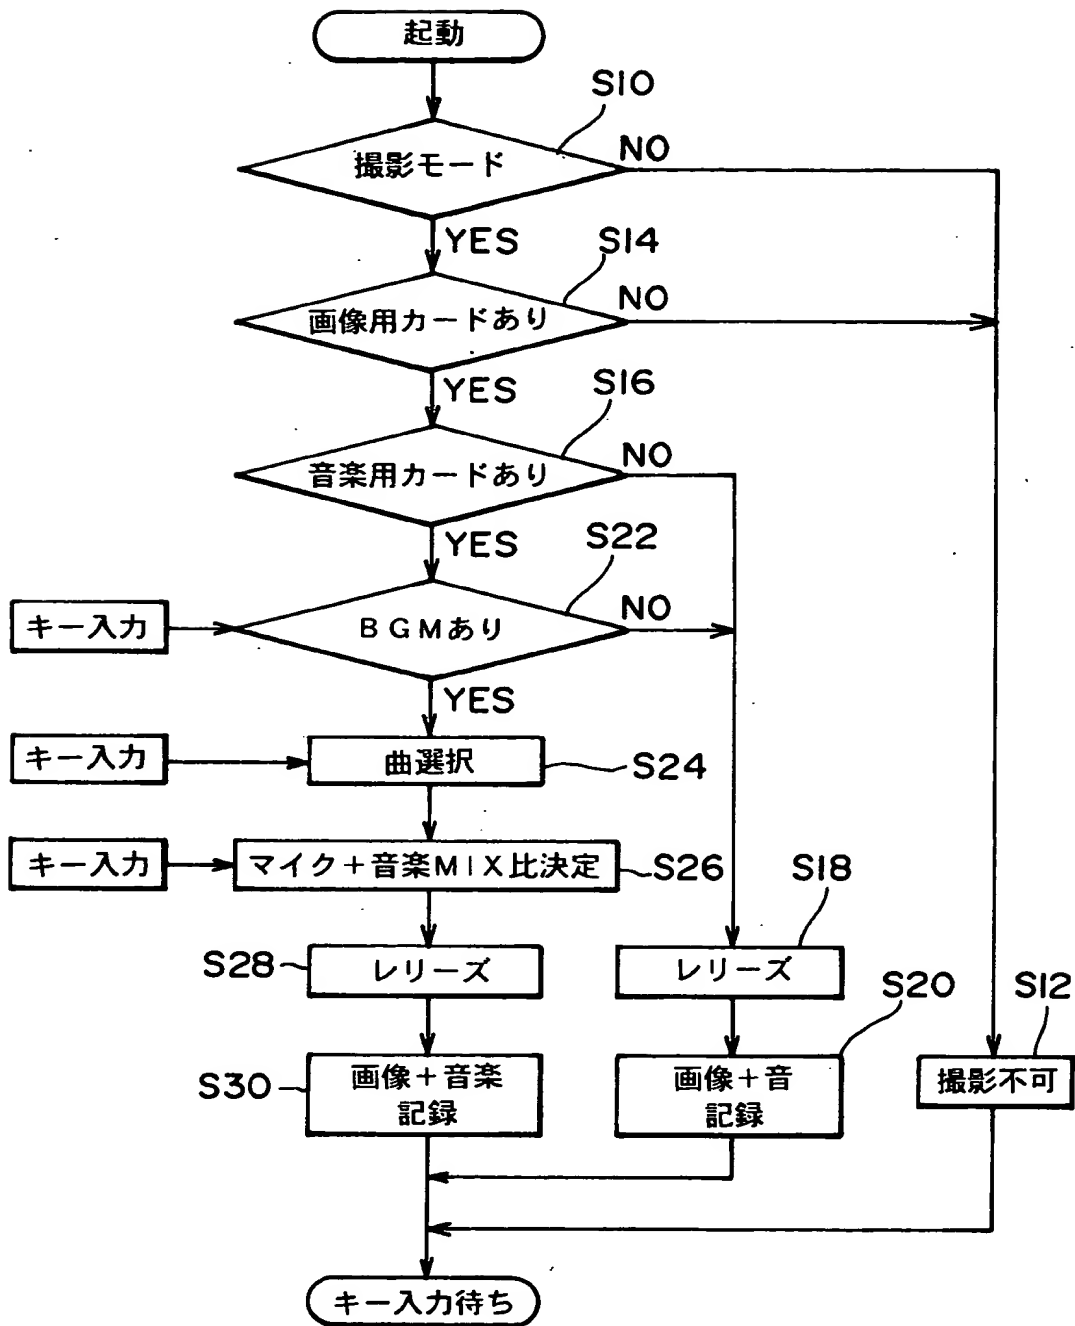 起動
S10
撮影モード
NO
YES
S14
画像用カードあり
NO
YES
S16
音楽用カードあり
NO
YES
S22
キー入力
BGMあり
NO
YES
キー入力
曲選択
S24
キー入力
マイク+音楽MIX比決定
S26
S18
S28
レリーズ
レリーズ
S20
S12
S30
画像+音楽
記録
画像+音
記録
撮影不可
キー入力待ち